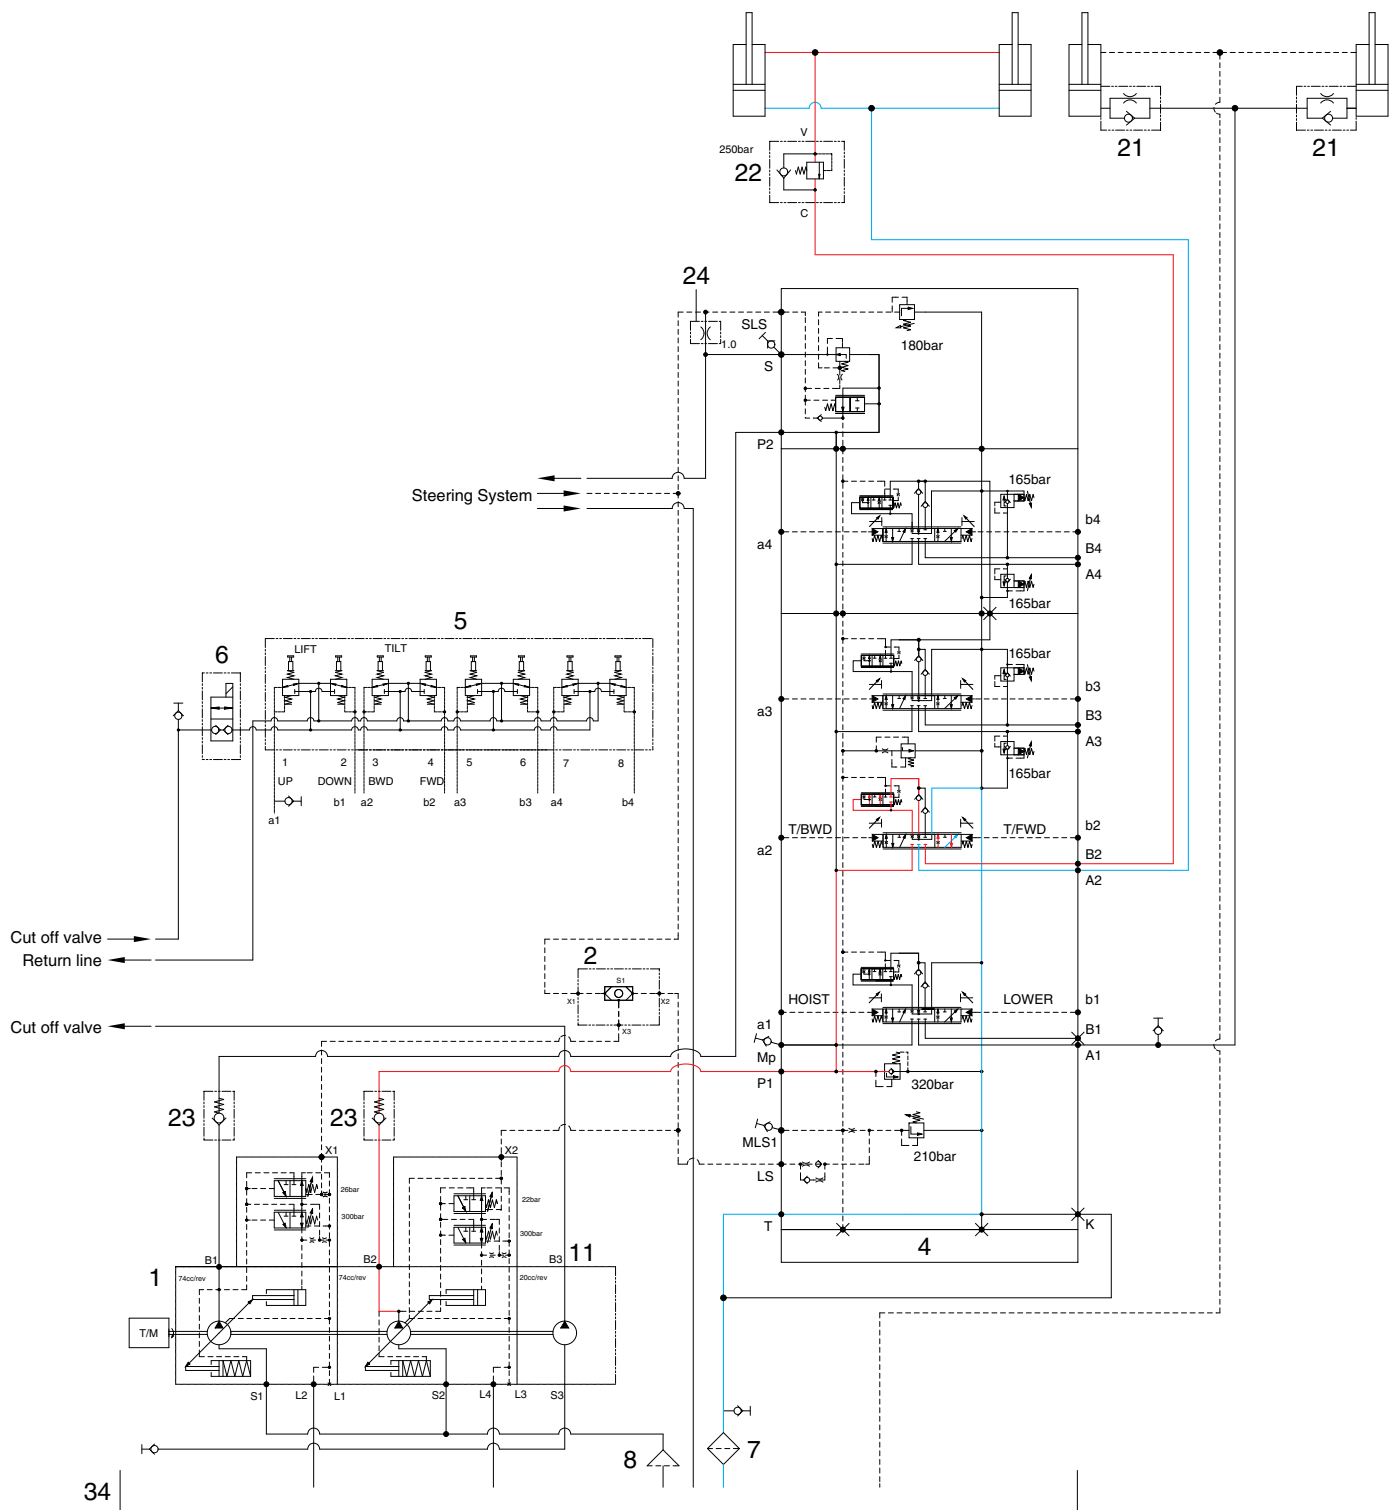 21
21
V
250bar
22
C
24
SLS
1.0
S
180bar
P2
Steering System
165bar
b4
a4
B4
A4
165bar
5
6
LIFT
TILT
165bar
b3
a3
B3
A3
165bar
1 2 3 4 5 6 7 8
UP DOWN BWD FWD
a1 b1 a2 b2 a3 b3 a4 b4
T/BWD T/FWD
b2
a2
B2
A2
Cut off valve
Return line
2
S1
X1 X2
X3
HOIST LOWER
b1
a1
B1
A1
Cut off valve
Mp
P1
320bar
23
23
MLS1
210bar
LS
X1
X2
26bar
300bar
22bar
300bar
T
K
4
B1 B2 B3
11
1
74cc/rev 74cc/rev 20cc/rev
T/M
S1 L2 L1 S2 L4 L3 S3
8
7
34